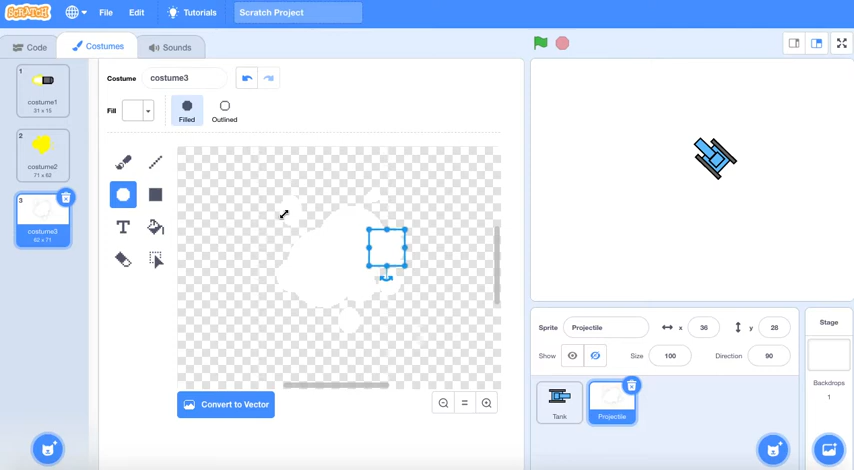 SCRATCH File Edit Tutorials Scratch Project
Code Costumes Sounds
Costume costume3
Fill Filled Outlined
1
costume1
31 x 15
2
costume2
71 x 62
3
costume3
62 x 71
T
Convert to Vector
Sprite Projectile x 36 y 28
Show Size 100 Direction 90
Tank
Projectile
Stage
Backdrops
1